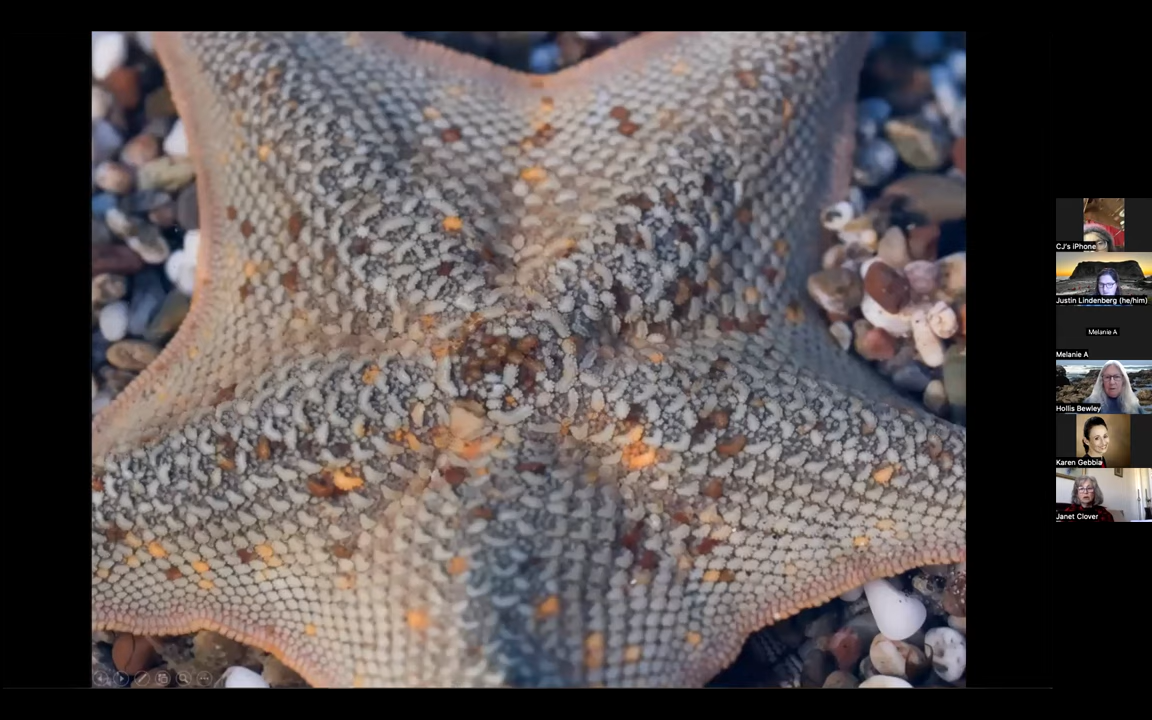 CJ's iPhone
Justin Lindenberg (he/him)
Melanie A
Melanie A
Hollis Bewley
Karen Gebbia
Janet Clover